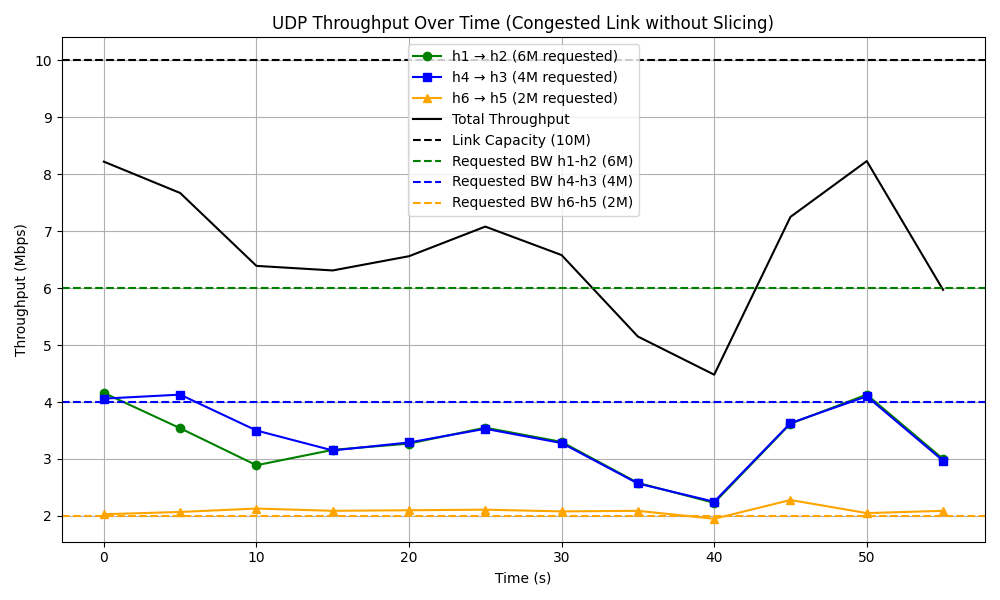 UDP Throughput Over Time (Congested Link without Slicing)
h1 → h2 (6M requested)
h4 → h3 (4M requested)
h6 → h5 (2M requested)
Total Throughput
Link Capacity (10M)
Requested BW h1-h2 (6M)
Requested BW h4-h3 (4M)
Requested BW h6-h5 (2M)
Throughput (Mbps)
10
9
8
7
6
5
4
3
2
0
10
20
30
40
50
Time (s)